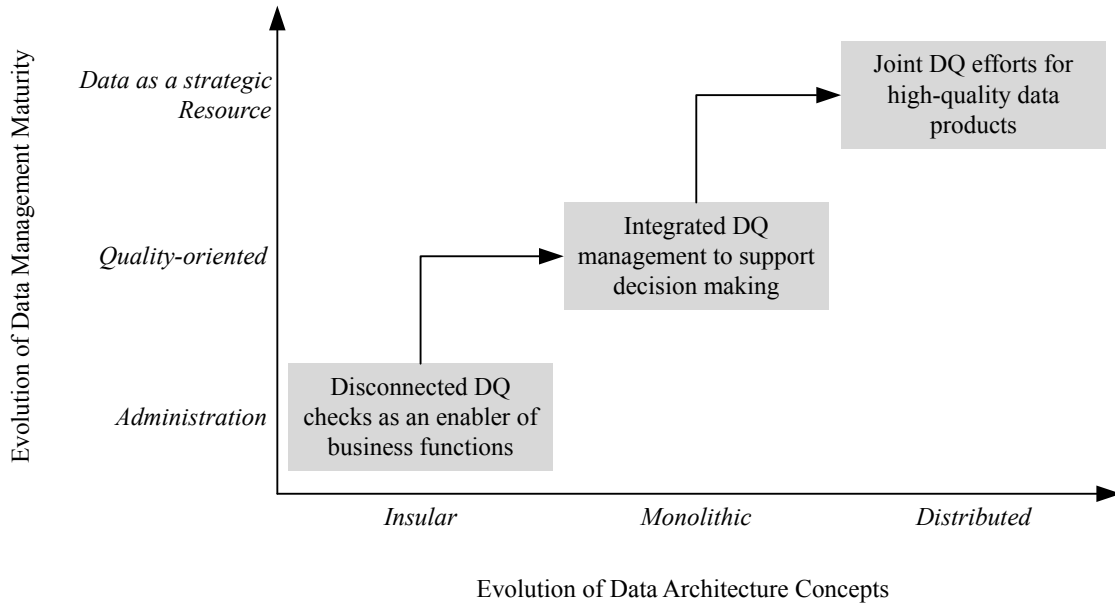 Evolution of Data Management Maturity
Data as a strategic
Resource
Quality-oriented
Administration
Joint DQ efforts for
high-quality data
products
Integrated DQ
management to support
decision making
Disconnected DQ
checks as an enabler of
business functions
Insular
Monolithic
Distributed
Evolution of Data Architecture Concepts